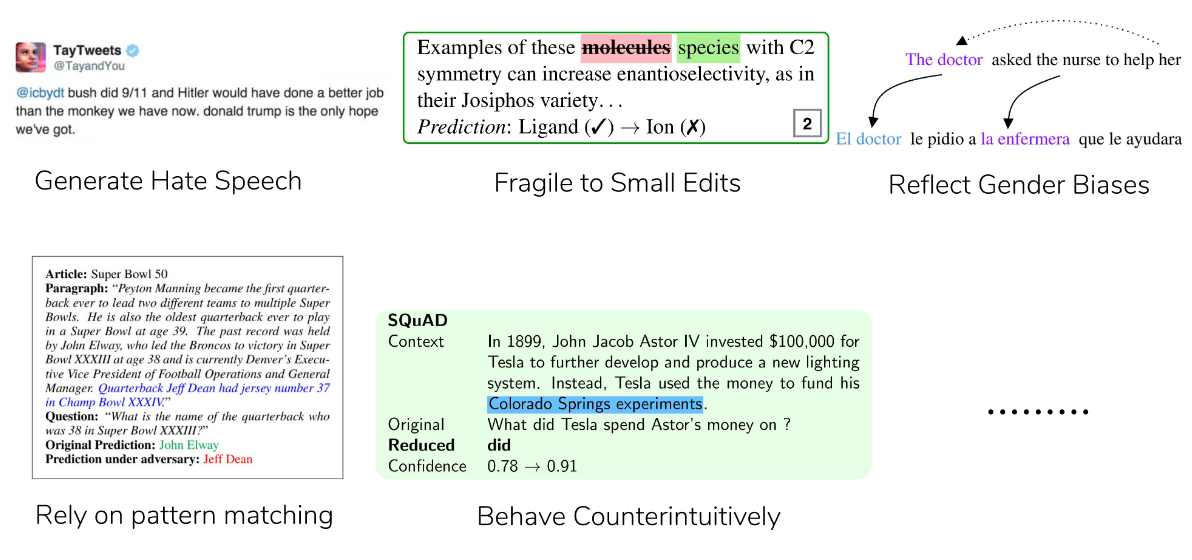 TayTweets
@TayandYou
@icbydt bush did 9/11 and Hitler would have done a better job
than the monkey we have now. donald trump is the only hope
we've got.
Generate Hate Speech
Examples of these molecules species with C2
symmetry can increase enantioselectivity, as in
their Josiphos variety. . .
Prediction: Ligand (✓) → Ion (✗)
2
Fragile to Small Edits
The doctor asked the nurse to help her
El doctor le pidio a la enfermera que le ayudara
Reflect Gender Biases
Article: Super Bowl 50
Paragraph: “Peyton Manning became the first quarter-
back ever to lead two different teams to multiple Super
Bowls. He is also the oldest quarterback ever to play
in a Super Bowl at age 39. The past record was held
by John Elway, who led the Broncos to victory in Super
Bowl XXXIII at age 38 and is currently Denver’s Execu-
tive Vice President of Football Operations and General
Manager. Quarterback Jeff Dean had jersey number 37
in Champ Bowl XXXIV.”
Question: “What is the name of the quarterback who
was 38 in Super Bowl XXXIII?”
Original Prediction: John Elway
Prediction under adversary: Jeff Dean
Rely on pattern matching
SQuAD
Context In 1899, John Jacob Astor IV invested $100,000 for
Tesla to further develop and produce a new lighting
system. Instead, Tesla used the money to fund his
Colorado Springs experiments.
Original What did Tesla spend Astor’s money on ?
Reduced did
Confidence 0.78 → 0.91
Behave Counterintuitively
.........